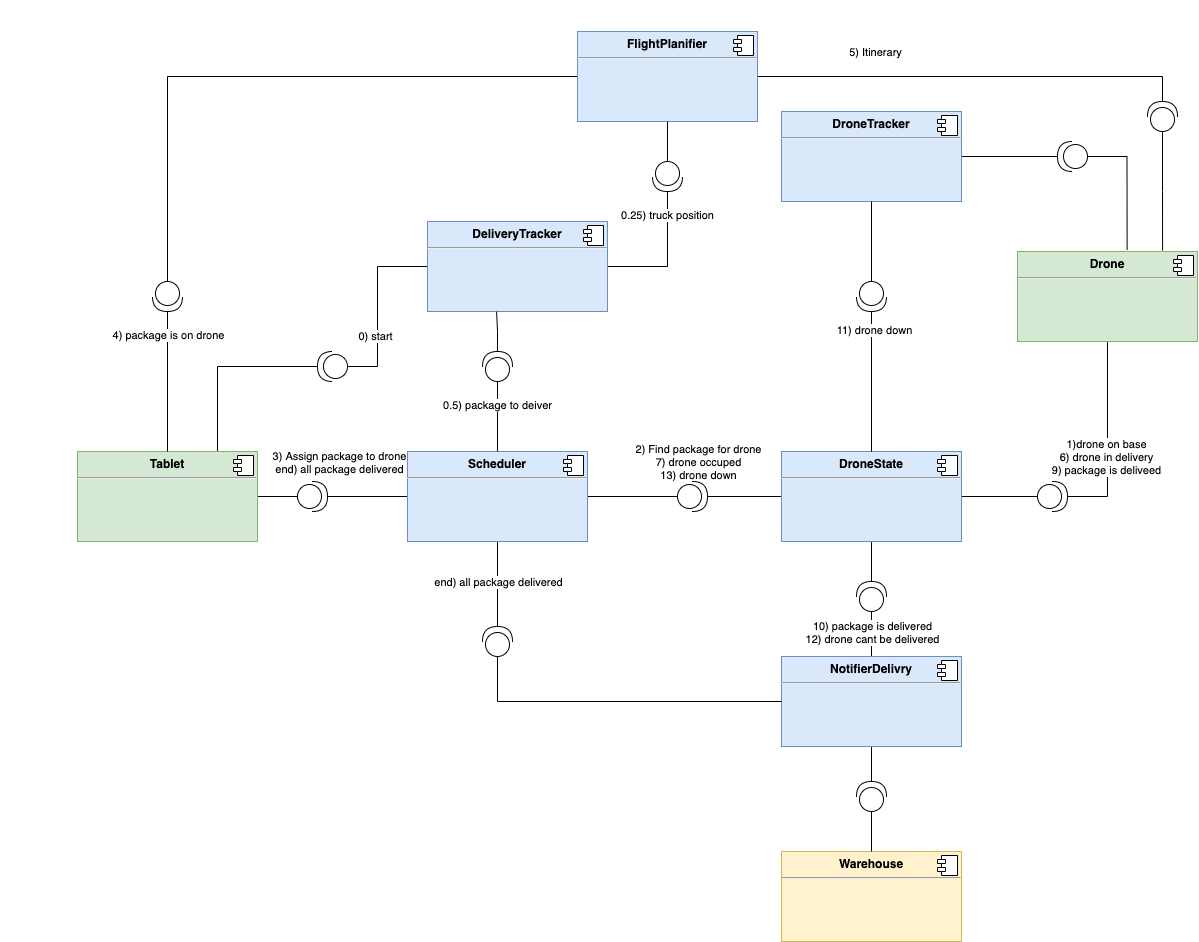 FlightPlanifier
5) Itinerary
DroneTracker
0.25) truck position
DeliveryTracker
Drone
4) package is on drone
0) start
11) drone down
0.5) package to deiver
Tablet
3) Assign package to drone
end) all package delivered
Scheduler
2) Find package for drone
7) drone occuped
13) drone down
DroneState
1)drone on base
6) drone in delivery
9) package is deliveed
end) all package delivered
10) package is delivered
12) drone cant be delivered
NotifierDelivry
Warehouse